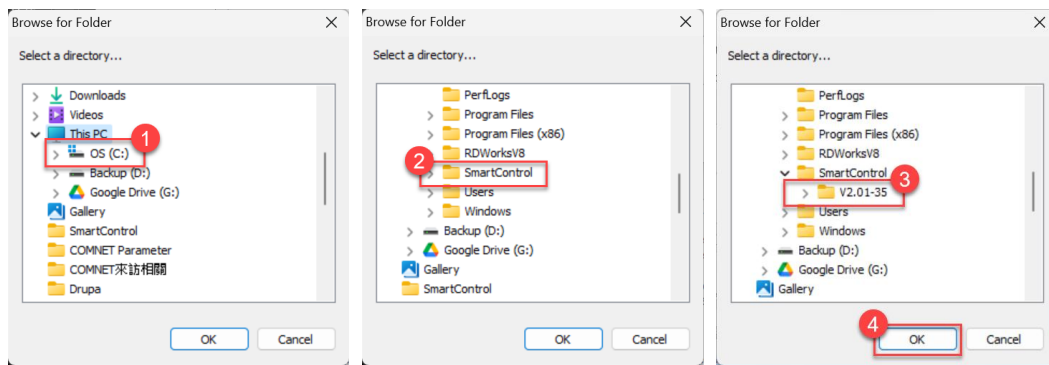 Browse for Folder
Select a directory...
Downloads
Videos
This PC
1
OS (C:)
Backup (D:)
Google Drive (G:)
Gallery
SmartControl
COMNET Parameter
COMNET來訪相關
Drupa
OK Cancel
Browse for Folder
Select a directory...
PerfLogs
Program Files
Program Files (x86)
RDWorksV8
2
SmartControl
Users
Windows
Backup (D:)
Google Drive (G:)
Gallery
SmartControl
OK Cancel
Browse for Folder
Select a directory...
PerfLogs
Program Files
Program Files (x86)
RDWorksV8
SmartControl
3
V2.01-35
Users
Windows
Backup (D:)
Google Drive (G:)
Gallery
4
OK Cancel